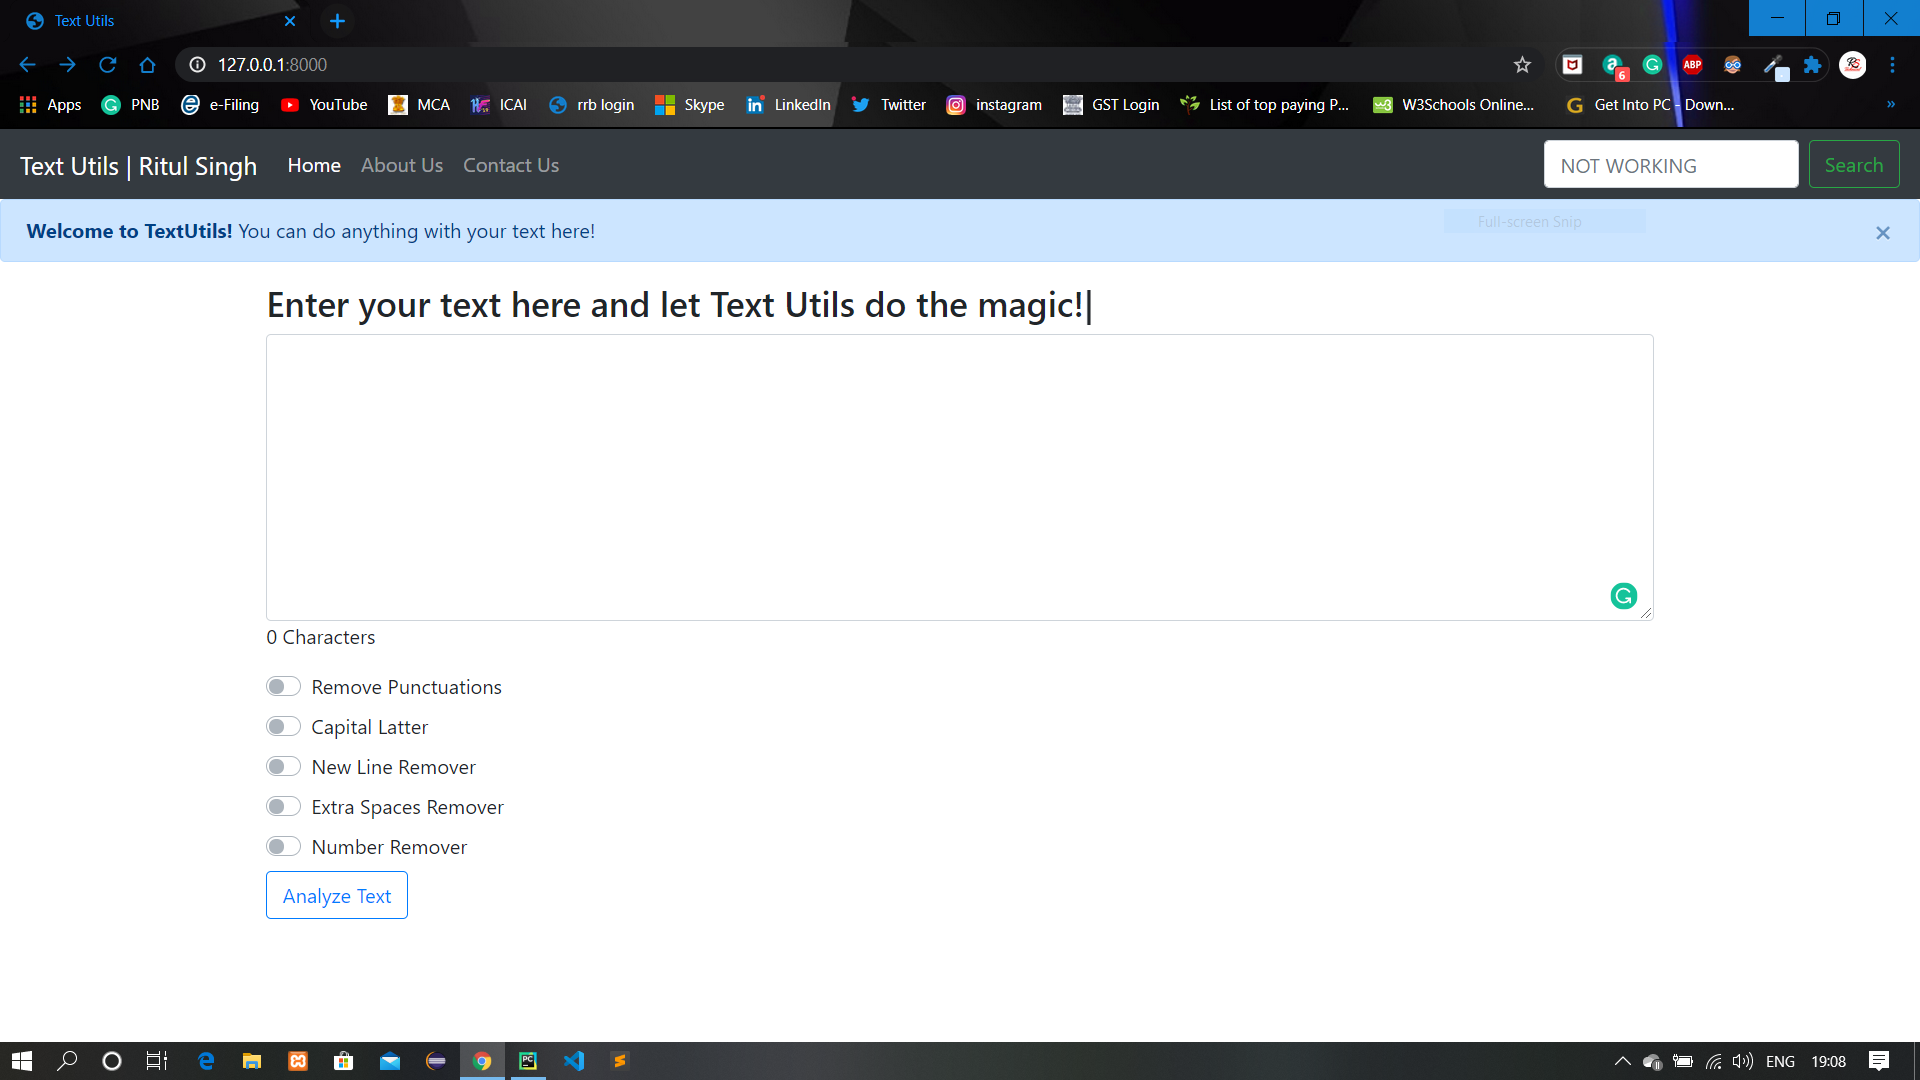 Text Utils
127.0.0.1:8000
6
ABP
Apps PNB e-Filing YouTube MCA ICAI rrb login Skype LinkedIn Twitter instagram GST Login List of top paying P... W3Schools Online... Get Into PC - Down... »
Text Utils | Ritul Singh Home About Us Contact Us NOT WORKING Search
Welcome to TextUtils! You can do anything with your text here! Full-screen Snip ×
Enter your text here and let Text Utils do the magic!|
0 Characters
Remove Punctuations
Capital Latter
New Line Remover
Extra Spaces Remover
Number Remover
Analyze Text
ENG 19:08